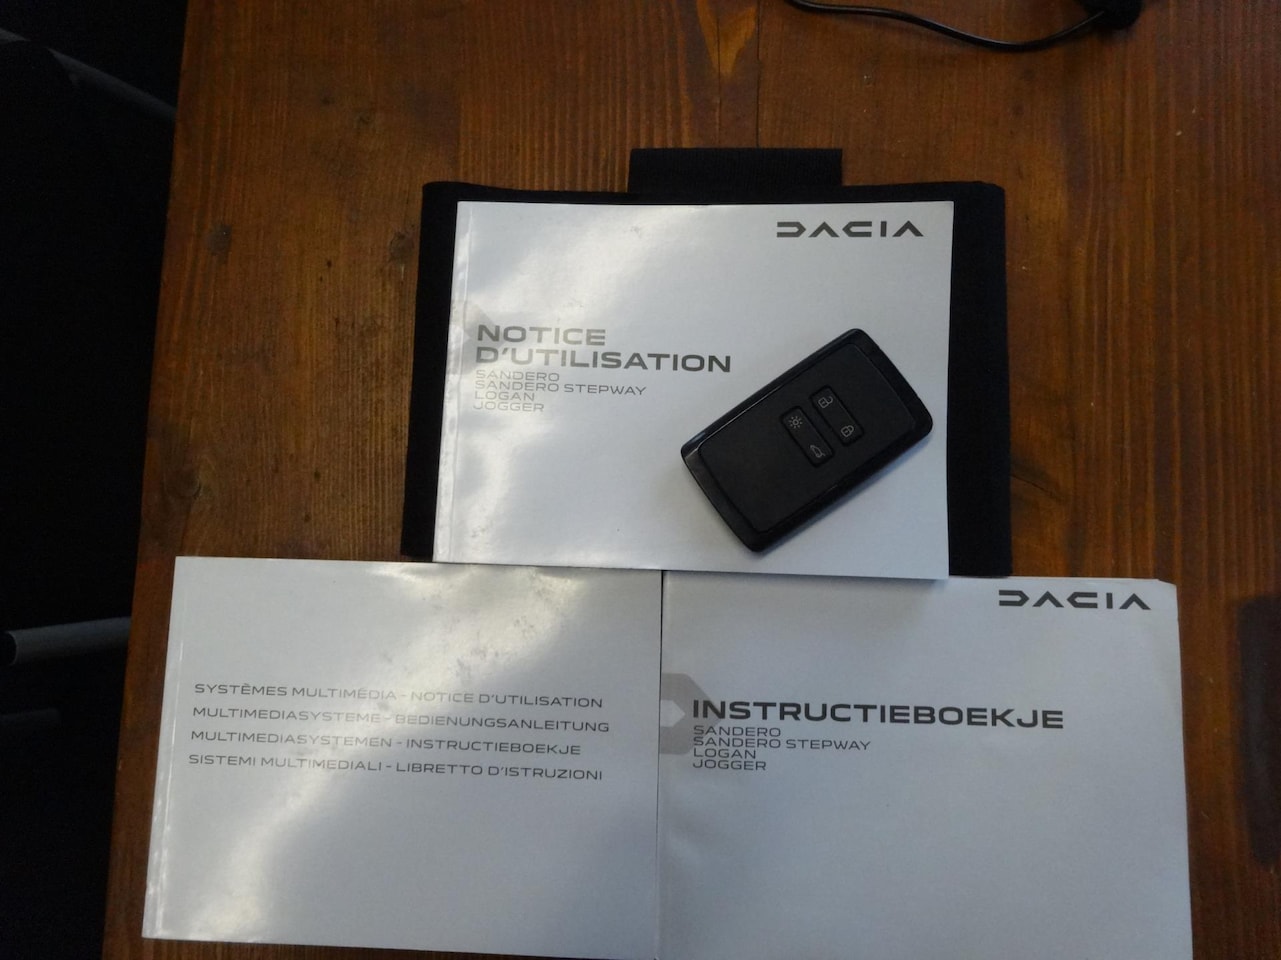 DACIA
NOTICE
D'UTILISATION
SANDERO
SANDERO STEPWAY
LOGAN
JOGGER
SYSTÈMES MULTIMÉDIA - NOTICE D'UTILISATION
MULTIMEDIASYSTEME - BEDIENUNGSANLEITUNG
MULTIMEDIASYSTEMEN - INSTRUCTIEBOEKJE
SISTEMI MULTIMEDIALI - LIBRETTO D'ISTRUZIONI
DACIA
INSTRUCTIEBOEKJE
SANDERO
SANDERO STEPWAY
LOGAN
JOGGER